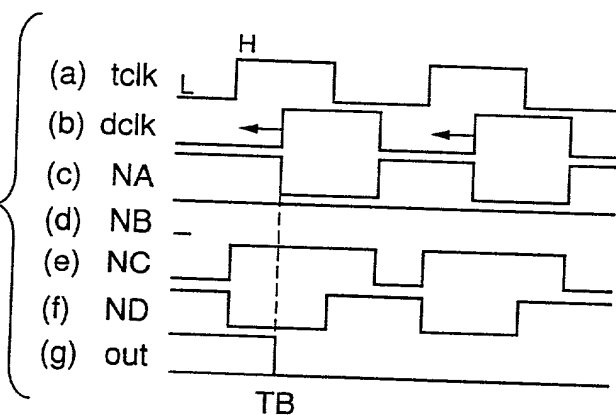 H
(a) tclk L
(b) dclk
(c) NA
(d) NB
(e) NC
(f) ND
(g) out
TB